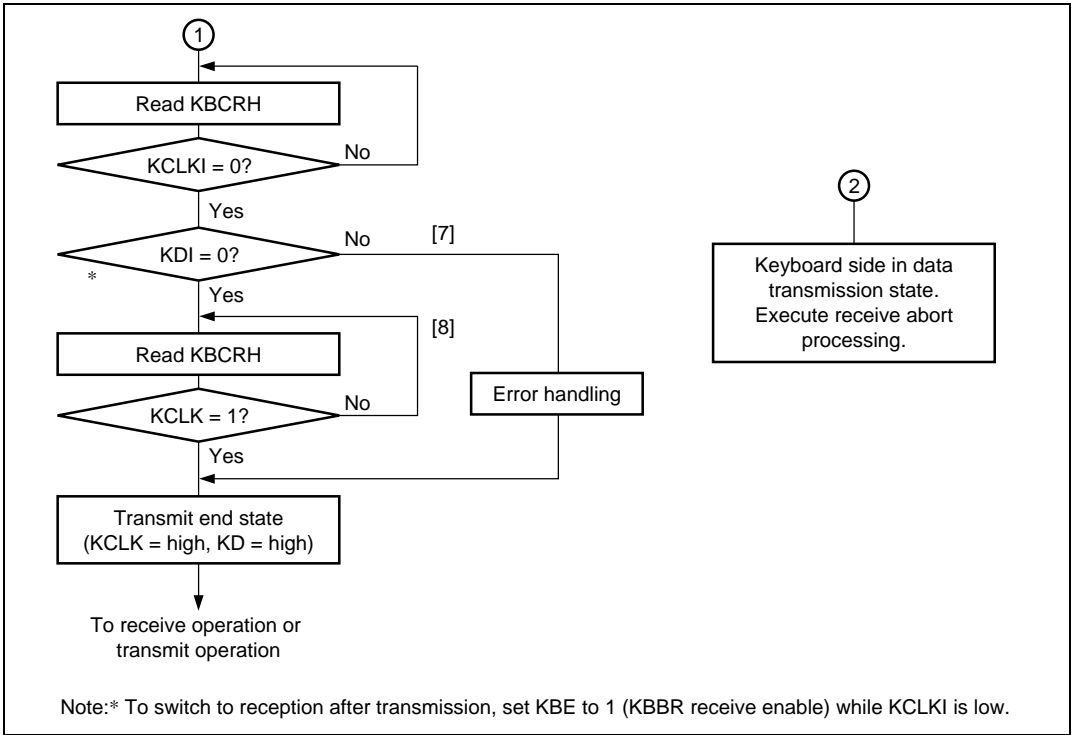 1
Read KBCRH
KCLKI = 0?
No
Yes
KDI = 0?
No
[7]
*
Yes
[8]
Read KBCRH
Error handling
KCLK = 1?
No
Yes
Transmit end state
(KCLK = high, KD = high)
To receive operation or
transmit operation
2
Keyboard side in data
transmission state.
Execute receive abort
processing.
Note:* To switch to reception after transmission, set KBE to 1 (KBBR receive enable) while KCLKI is low.